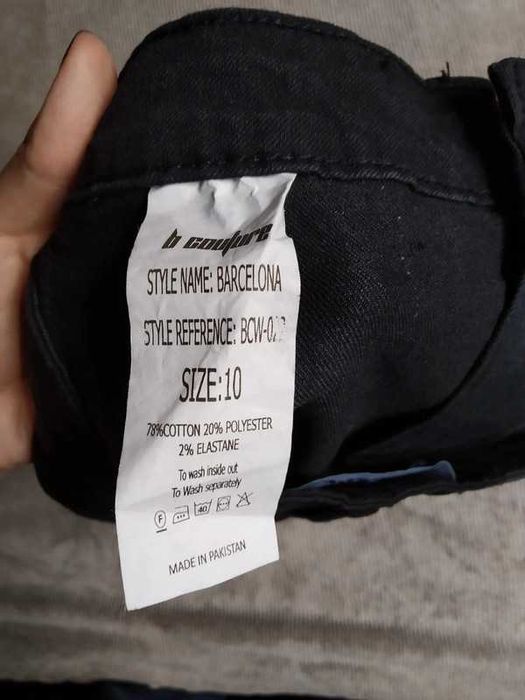 b couture
STYLE NAME: BARCELONA
STYLE REFERENCE: BCW-0
SIZE:10
78%COTTON 20% POLYESTER
2% ELASTANE
To wash inside out
To Wash separately
F 40
MADE IN PAKISTAN